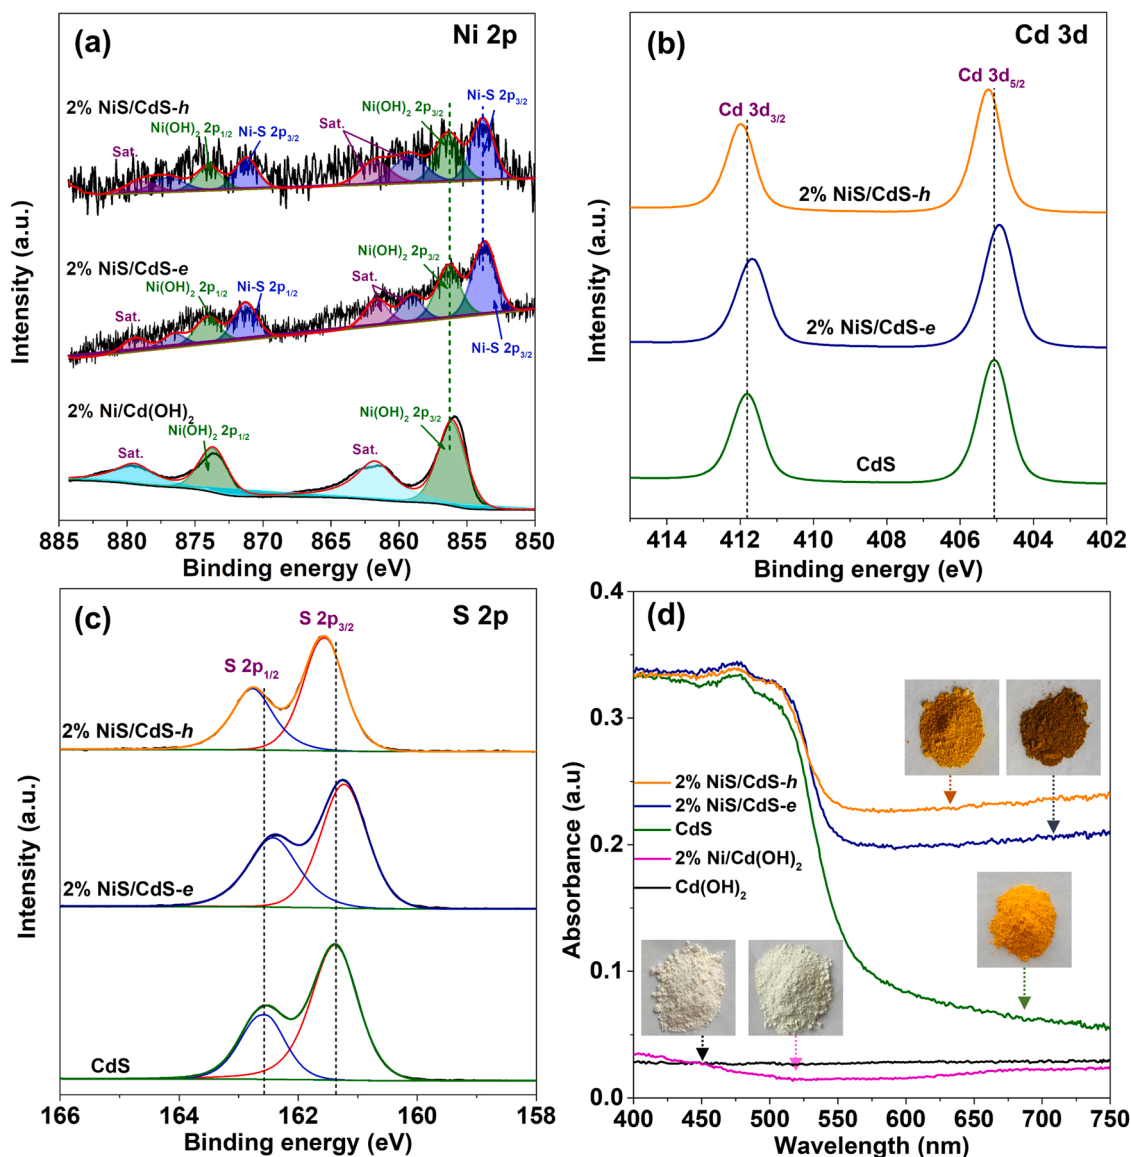 (a)
Ni 2p
2% NiS/CdS-h
Ni(OH)₂ 2p₁/₂
Ni-S 2p₃/₂
Sat.
Sat.
Ni(OH)₂ 2p₃/₂
Ni-S 2p₃/₂
2% NiS/CdS-e
Ni(OH)₂ 2p₁/₂
Ni-S 2p₁/₂
Sat.
Sat.
Ni(OH)₂ 2p₃/₂
Ni-S 2p₃/₂
2% Ni/Cd(OH)₂
Ni(OH)₂ 2p₁/₂
Sat.
Sat.
Ni(OH)₂ 2p₃/₂
Intensity (a.u.)
884 880 875 870 865 860 855 850
Binding energy (eV)
(b)
Cd 3d
Cd 3d₃/₂
Cd 3d₅/₂
2% NiS/CdS-h
2% NiS/CdS-e
CdS
Intensity (a.u.)
414 412 410 408 406 404 402
Binding energy (eV)
(c)
S 2p
S 2p₁/₂
S 2p₃/₂
2% NiS/CdS-h
2% NiS/CdS-e
CdS
Intensity (a.u.)
166 164 162 160 158
Binding energy (eV)
(d)
0.4
0.3
0.2
0.1
0.0
Absorbance (a.u)
2% NiS/CdS-h
2% NiS/CdS-e
CdS
2% Ni/Cd(OH)₂
Cd(OH)₂
400 450 500 550 600 650 700 750
Wavelength (nm)